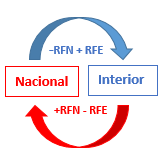 –RFN + RFE
Nacional
Interior
+RFN - RFE